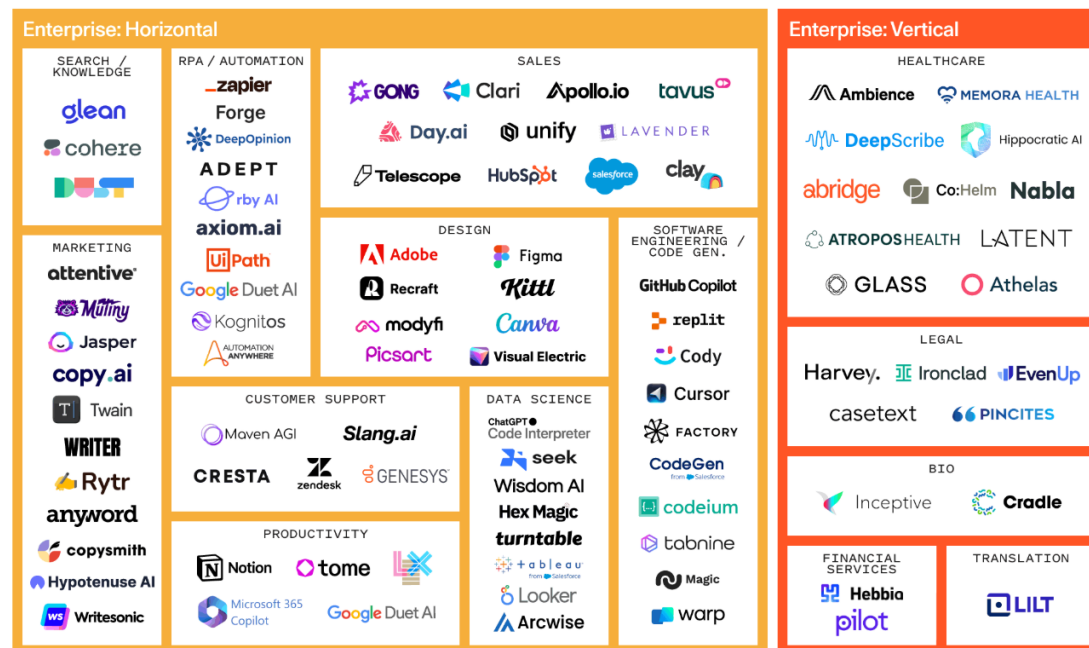 Enterprise: Horizontal
SEARCH /
KNOWLEDGE
glean
cohere
DUST
MARKETING
attentive®
Mutiny
Jasper
copy.ai
T
Twain
WRITER
Rytr
anyword
copysmith
Hypotenuse AI
ws
Writesonic
RPA / AUTOMATION
_zapier
Forge
DeepOpinion
ADEPT
rby AI
axiom.ai
UiPath
Google Duet AI
Kognitos
AUTOMATION
ANYWHERE
SALES
GONG
Clari
Apollo.io
tavus
Day.ai
unify
LAVENDER
Telescope
HubSpot
salesforce
clay
DESIGN
Adobe
Figma
Recraft
Kittl
modyfi
Canva
Picsart
Visual Electric
SOFTWARE
ENGINEERING /
CODE GEN.
GitHub Copilot
replit
Cody
Cursor
FACTORY
CodeGen
from Salesforce
codeium
tabnine
Magic
warp
CUSTOMER SUPPORT
Maven AGI
Slang.ai
CRESTA
zendesk
GENESYS
DATA SCIENCE
ChatGPT
Code Interpreter
seek
Wisdom AI
Hex Magic
turntable
tableau
from Salesforce
Looker
Arcwise
PRODUCTIVITY
N
Notion
tome
LEX
Microsoft 365
Copilot
Google Duet AI
Enterprise: Vertical
HEALTHCARE
Ambience
MEMORA HEALTH
DeepScribe
Hippocratic AI
abridge
Co:Helm
Nabla
ATROPOS HEALTH
LATENT
GLASS
Athelas
LEGAL
Harvey.
Ironclad
EvenUp
casetext
PINCITES
BIO
Inceptive
Cradle
FINANCIAL
SERVICES
Hebbia
pilot
TRANSLATION
LILT